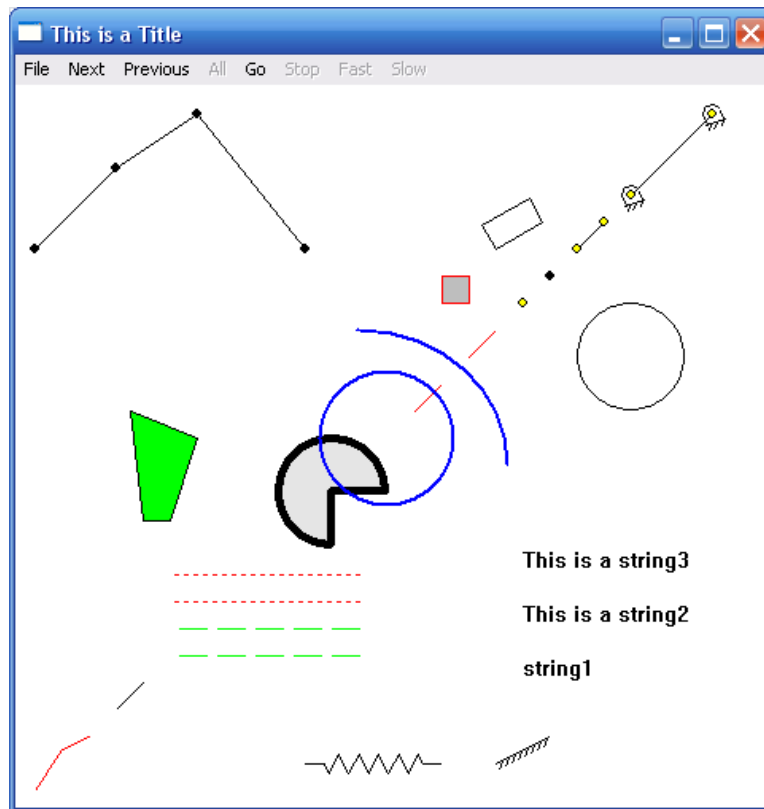 This is a Title
File Next Previous All Go Stop Fast Slow
This is a string3
This is a string2
string1